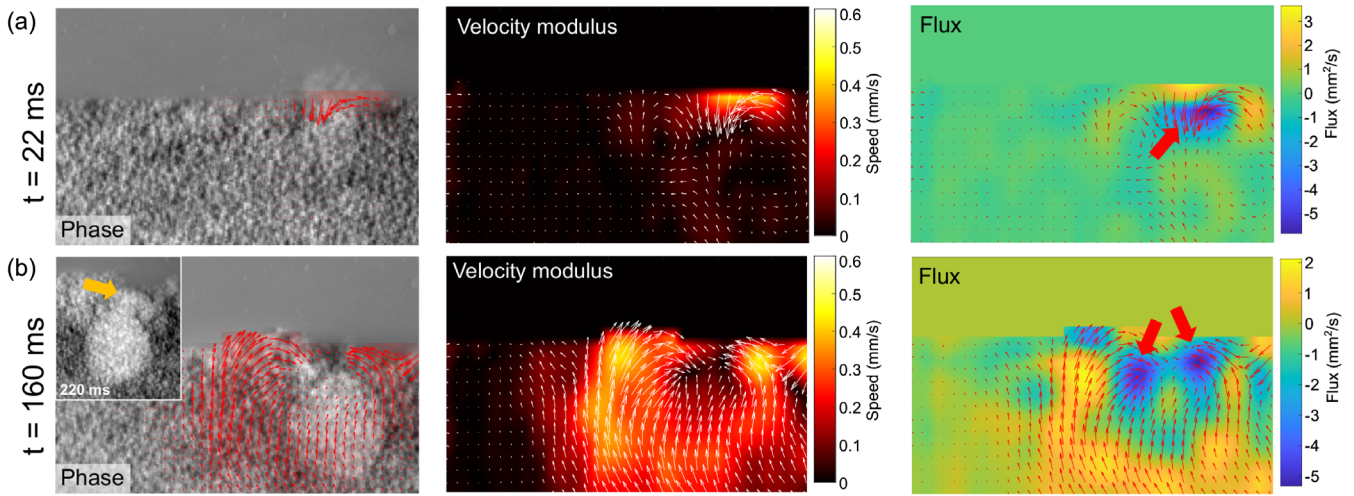 (a)
t = 22 ms
Phase
Velocity modulus
0.6
0.5
0.4
0.3
0.2
0.1
0
Speed (mm/s)
Flux
3
2
1
0
-1
-2
-3
-4
-5
Flux (mm²/s)
(b)
t = 160 ms
220 ms
Phase
Velocity modulus
0.6
0.5
0.4
0.3
0.2
0.1
0
Speed (mm/s)
Flux
2
1
0
-1
-2
-3
-4
-5
Flux (mm²/s)